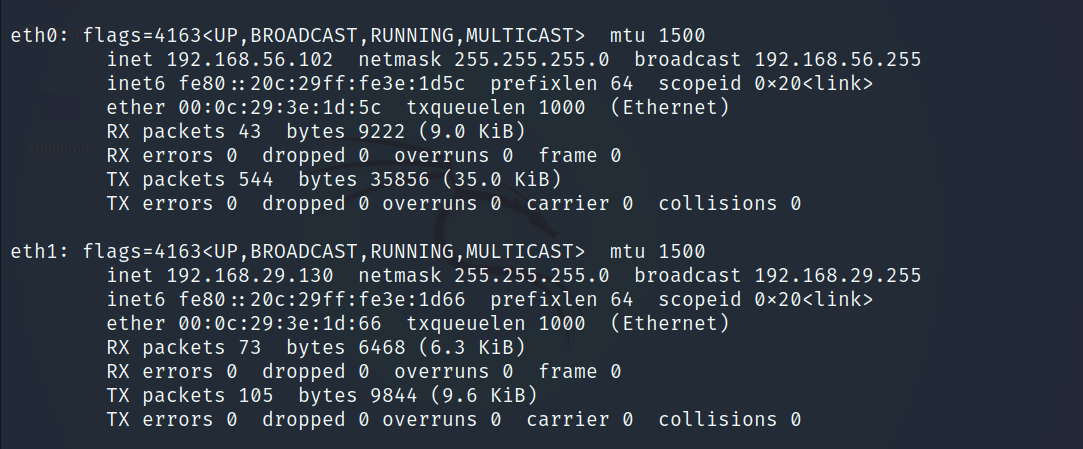 eth0: flags=4163<UP,BROADCAST,RUNNING,MULTICAST>  mtu 1500
        inet 192.168.56.102  netmask 255.255.255.0  broadcast 192.168.56.255
        inet6 fe80::20c:29ff:fe3e:1d5c  prefixlen 64  scopeid 0x20<link>
        ether 00:0c:29:3e:1d:5c  txqueuelen 1000  (Ethernet)
        RX packets 43  bytes 9222 (9.0 KiB)
        RX errors 0  dropped 0  overruns 0  frame 0
        TX packets 544  bytes 35856 (35.0 KiB)
        TX errors 0  dropped 0 overruns 0  carrier 0  collisions 0

eth1: flags=4163<UP,BROADCAST,RUNNING,MULTICAST>  mtu 1500
        inet 192.168.29.130  netmask 255.255.255.0  broadcast 192.168.29.255
        inet6 fe80::20c:29ff:fe3e:1d66  prefixlen 64  scopeid 0x20<link>
        ether 00:0c:29:3e:1d:66  txqueuelen 1000  (Ethernet)
        RX packets 73  bytes 6468 (6.3 KiB)
        RX errors 0  dropped 0  overruns 0  frame 0
        TX packets 105  bytes 9844 (9.6 KiB)
        TX errors 0  dropped 0 overruns 0  carrier 0  collisions 0